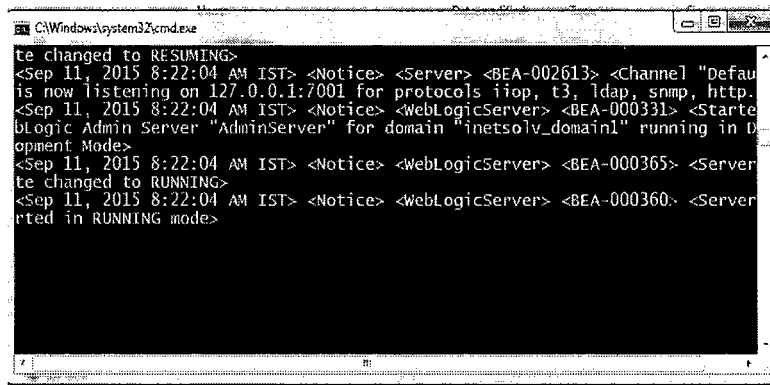 C:\Windows\system32\cmd.exe
te changed to RESUMING>
<Sep 11, 2015 8:22:04 AM IST> <Notice> <Server> <BEA-002613> <Channel "Defau
is now listening on 127.0.0.1:7001 for protocols iiop, t3, ldap, snmp, http.
<Sep 11, 2015 8:22:04 AM IST> <Notice> <WebLogicServer> <BEA-000331> <Starte
bLogic Admin Server "AdminServer" for domain "inetsolv_domain1" running in D
opment Mode>
<Sep 11, 2015 8:22:04 AM IST> <Notice> <WebLogicServer> <BEA-000365> <Server
te changed to RUNNING>
<Sep 11, 2015 8:22:04 AM IST> <Notice> <WebLogicServer> <BEA-000360> <Server
rted in RUNNING mode>